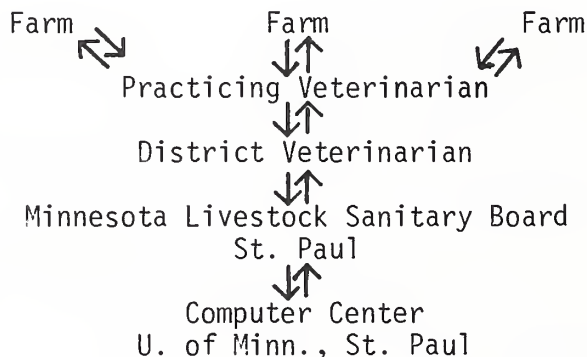 Farm Farm Farm
Practicing Veterinarian
District Veterinarian
Minnesota Livestock Sanitary Board
St. Paul
Computer Center
U. of Minn., St. Paul